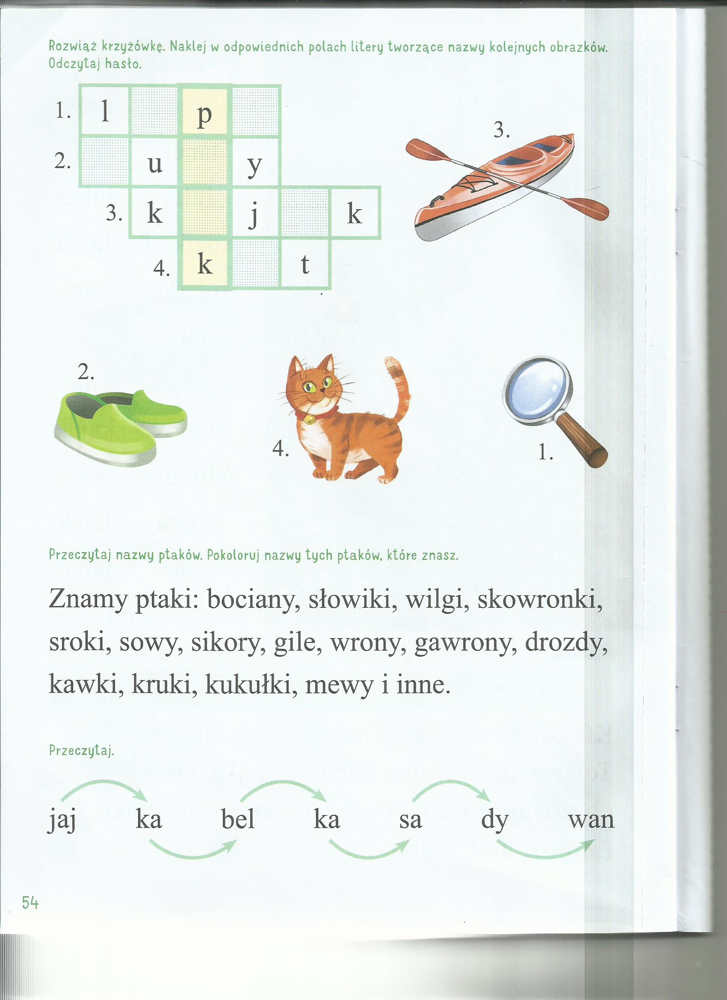 Rozwiąż krzyżówkę. Naklej w odpowiednich polach litery tworzące nazwy kolejnych obrazków.
Odczytaj hasło.
1. l p
2. u y
3. k j k
4. k t
3.
2.
4.
1.
Przeczytaj nazwy ptaków. Pokoloruj nazwy tych ptaków, które znasz.
Znamy ptaki: bociany, słowiki, wilgi, skowronki,
sroki, sowy, sikory, gile, wrony, gawrony, drozdy,
kawki, kruki, kukułki, mewy i inne.
Przeczytaj.
jaj ka bel ka sa dy wan
54